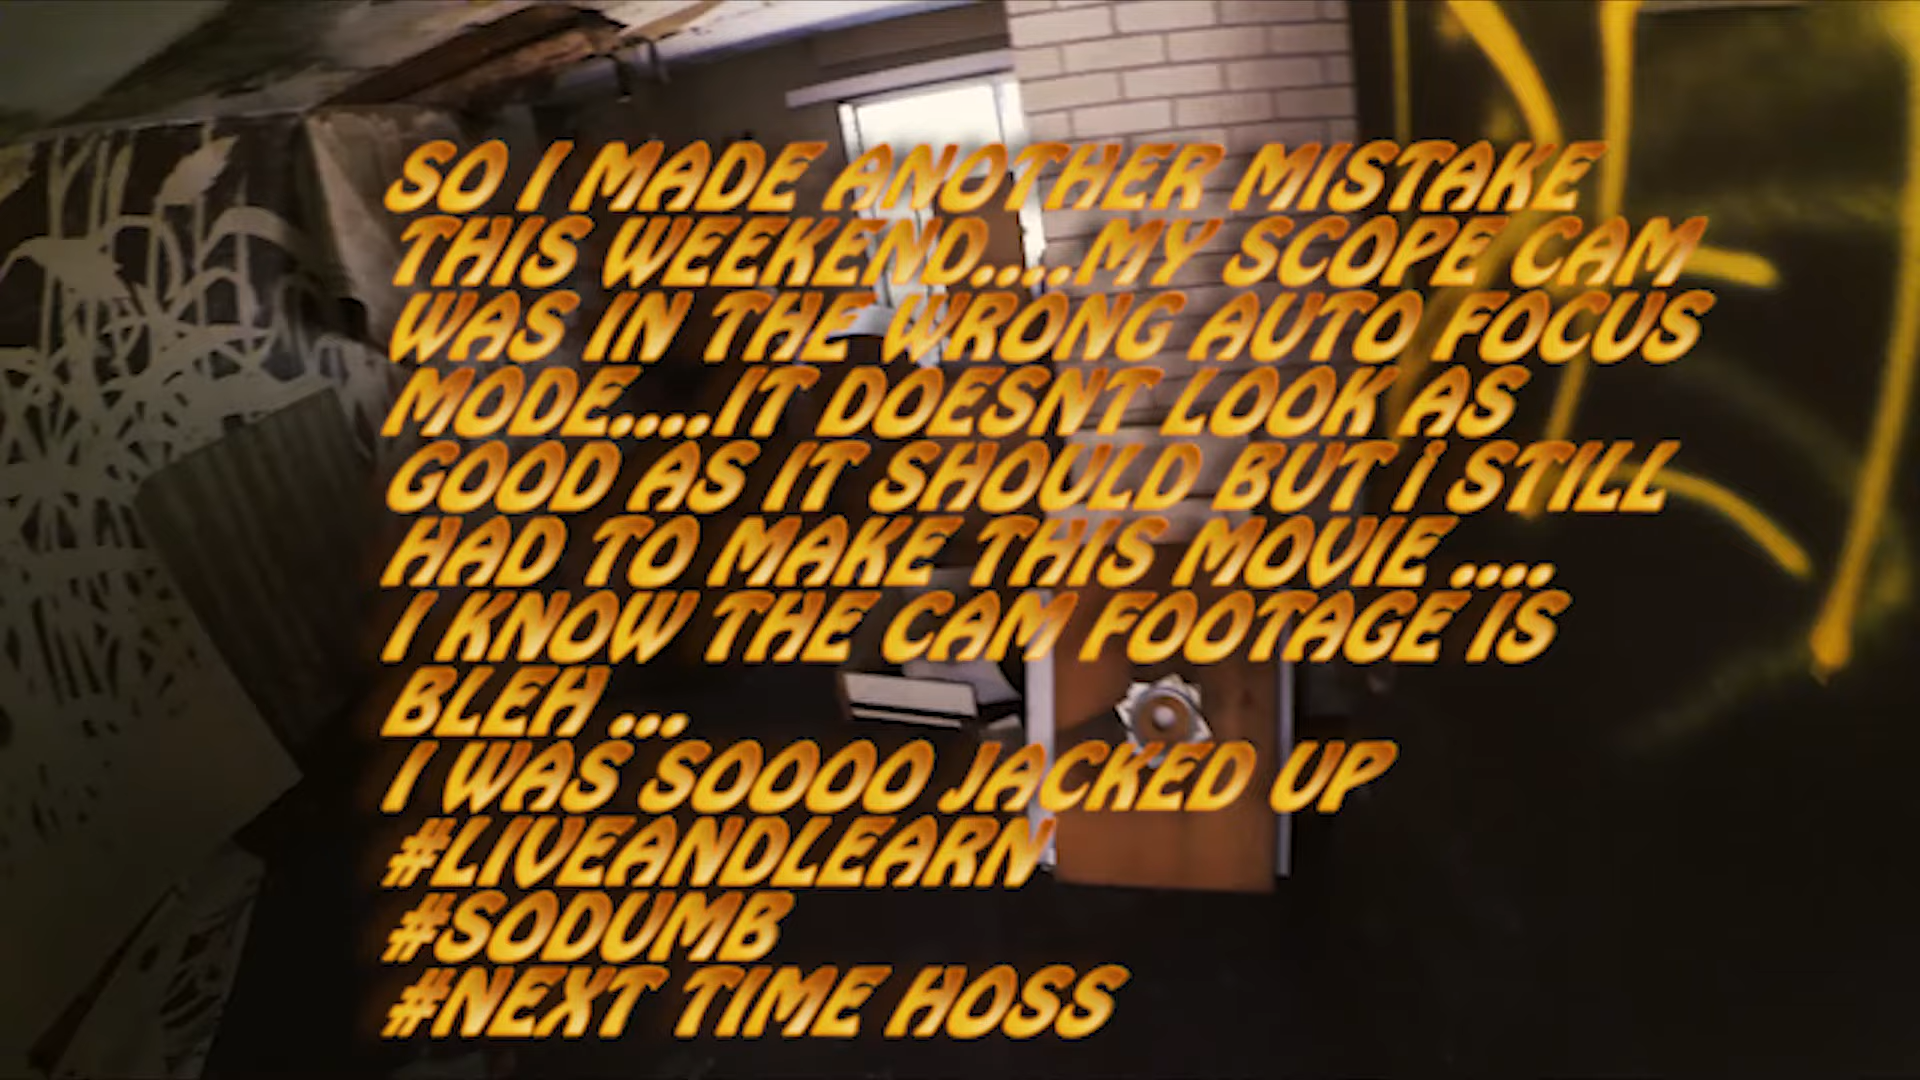 SO I MADE ANOTHER MISTAKE
THIS WEEKEND....MY SCOPE CAM
WAS IN THE WRONG AUTO FOCUS
MODE....IT DOESNT LOOK AS
GOOD AS IT SHOULD BUT i STILL
HAD TO MAKE THIS MOVIE ....
I KNOW THE CAM FOOTAGE IS
BLEH ...
I WAS SOOOO JACKED UP
#LIVEANDLEARN
#SODUMB
#NEXT TIME HOSS